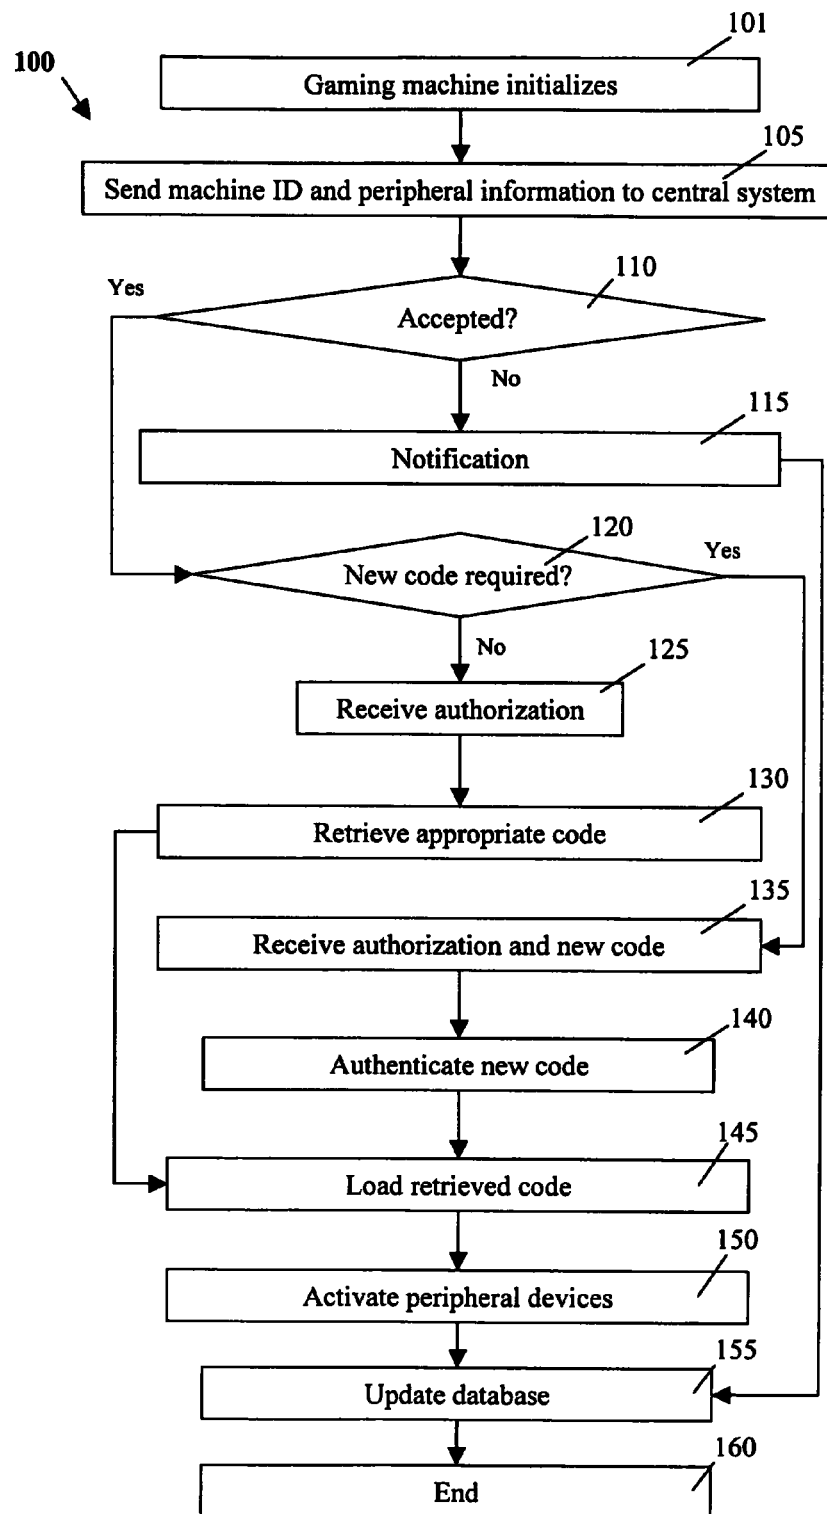 100
101
Gaming machine initializes
105
Send machine ID and peripheral information to central system
110
Yes
Accepted?
No
115
Notification
120
Yes
New code required?
No
125
Receive authorization
130
Retrieve appropriate code
135
Receive authorization and new code
140
Authenticate new code
145
Load retrieved code
150
Activate peripheral devices
155
Update database
160
End